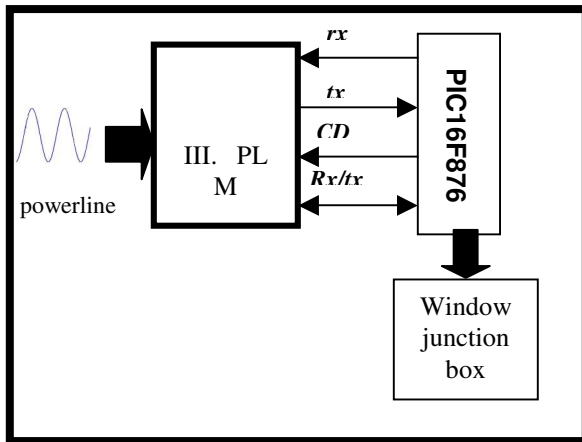 rx
tx
CD
Rx/tx
III. PL
M
powerline
PIC16F876
Window
junction
box